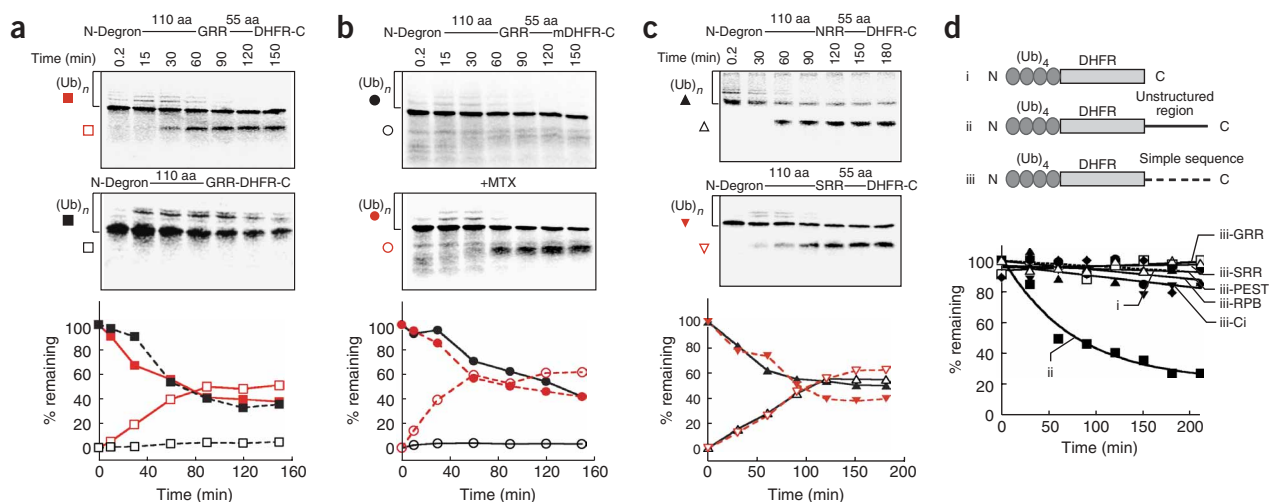 a
110 aa 55 aa
N-Degron GRR DHFR-C
Time (min) 0.2 15 30 60 90 120 150
(Ub)n
110 aa
N-Degron GRR-DHFR-C
(Ub)n
% remaining
100
80
60
40
20
0
0 40 80 120 160
Time (min)
b
110 aa 55 aa
N-Degron GRR mDHFR-C
0.2 15 30 60 90 120 150
(Ub)n
+MTX
(Ub)n
% remaining
100
80
60
40
20
0
0 40 80 120 160
Time (min)
c
110 aa 55 aa
N-Degron NRR DHFR-C
Time (min) 0.2 30 60 90 120 150 180
(Ub)n
110 aa 55 aa
N-Degron SRR DHFR-C
(Ub)n
% remaining
100
80
60
40
20
0
0 50 100 150 200
Time (min)
d
(Ub)4 DHFR
i N C
Unstructured
region
(Ub)4 DHFR
ii N C
Simple sequence
(Ub)4 DHFR
iii N C
% remaining
100
80
60
40
20
0
0 50 100 150 200
Time (min)
iii-GRR
iii-SRR
iii-PEST
iii-RPB
iii-Ci
i
ii